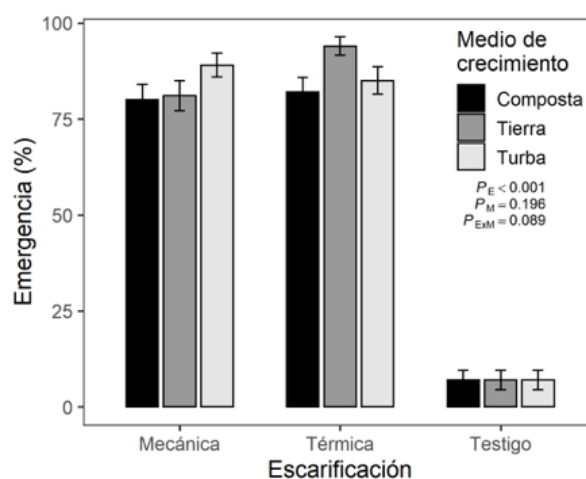 100
75
50
25
0
Emergencia (%)
Medio de
crecimiento
Composta
Tierra
Turba
P_E < 0.001
P_M = 0.196
P_ExM = 0.089
Mecánica Térmica Testigo
Escarificación